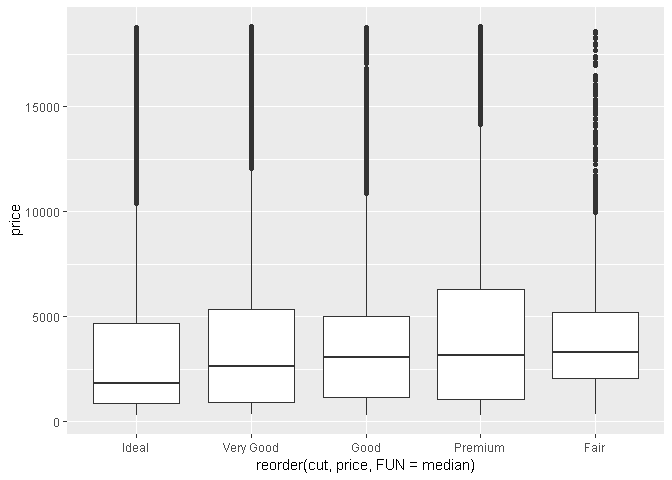 15000
10000
5000
0
price
Ideal
Very Good
Good
Premium
Fair
reorder(cut, price, FUN = median)